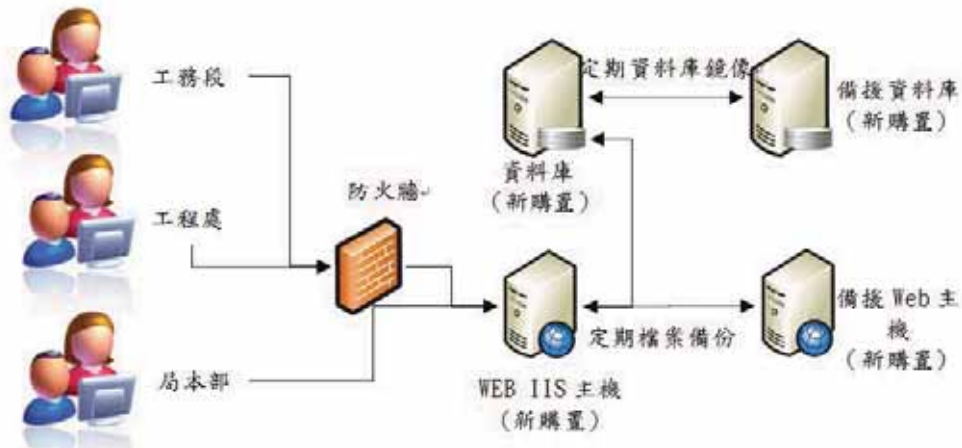 工務段
工程處
局本部
防火牆
定期資料庫鏡像
資料庫
(新購置)
備援資料庫
(新購置)
WEB IIS 主機
(新購置)
定期檔案備份
備援 Web 主
機
(新購置)